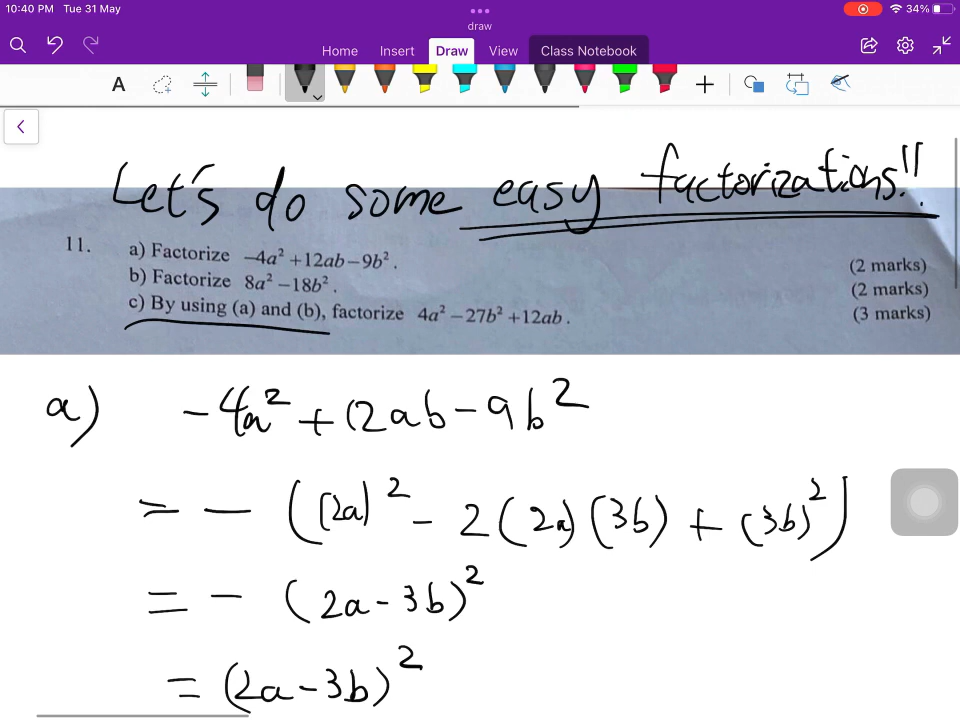 10:40 PM Tue 31 May
34%
draw
Home Insert Draw View Class Notebook
A
Let's do some easy factorizations!!
11. a) Factorize −4a² +12ab−9b². (2 marks)
b) Factorize 8a² −18b². (2 marks)
c) By using (a) and (b), factorize 4a² −27b² +12ab. (3 marks)
a) -4a² + 12ab - 9b²
= - ((2a)² - 2(2a)(3b) + (3b)²)
= - (2a - 3b)²
= (2a - 3b)²